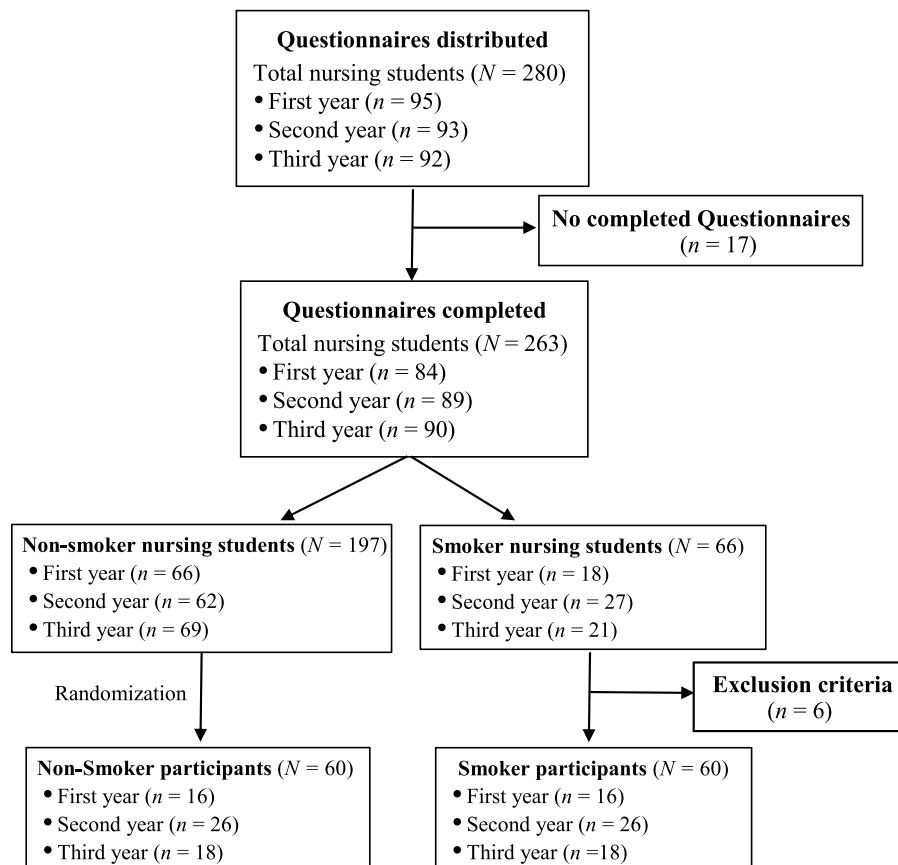 Questionnaires distributed
Total nursing students (N = 280)
• First year (n = 95)
• Second year (n = 93)
• Third year (n = 92)
No completed Questionnaires
(n = 17)
Questionnaires completed
Total nursing students (N = 263)
• First year (n = 84)
• Second year (n = 89)
• Third year (n = 90)
Non-smoker nursing students (N = 197)
• First year (n = 66)
• Second year (n = 62)
• Third year (n = 69)
Smoker nursing students (N = 66)
• First year (n = 18)
• Second year (n = 27)
• Third year (n = 21)
Randomization
Exclusion criteria
(n = 6)
Non-Smoker participants (N = 60)
• First year (n = 16)
• Second year (n = 26)
• Third year (n = 18)
Smoker participants (N = 60)
• First year (n = 16)
• Second year (n = 26)
• Third year (n =18)